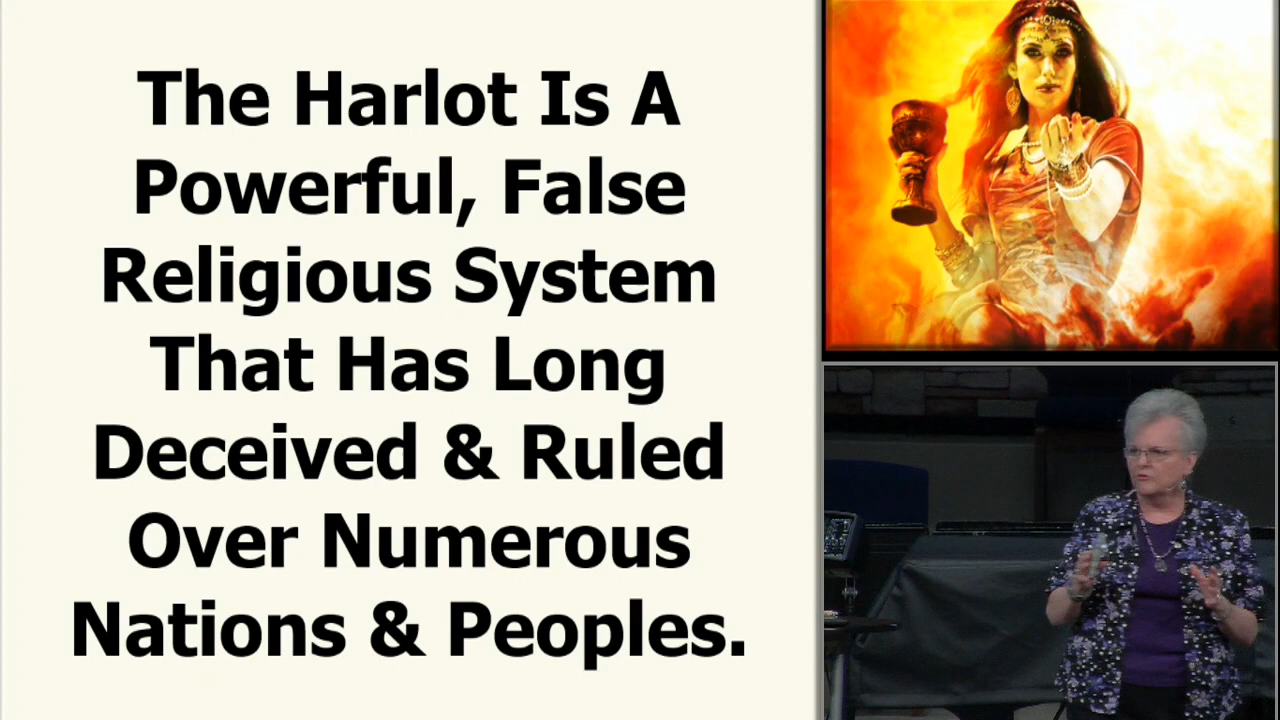 The Harlot Is A
Powerful, False
Religious System
That Has Long
Deceived & Ruled
Over Numerous
Nations & Peoples.